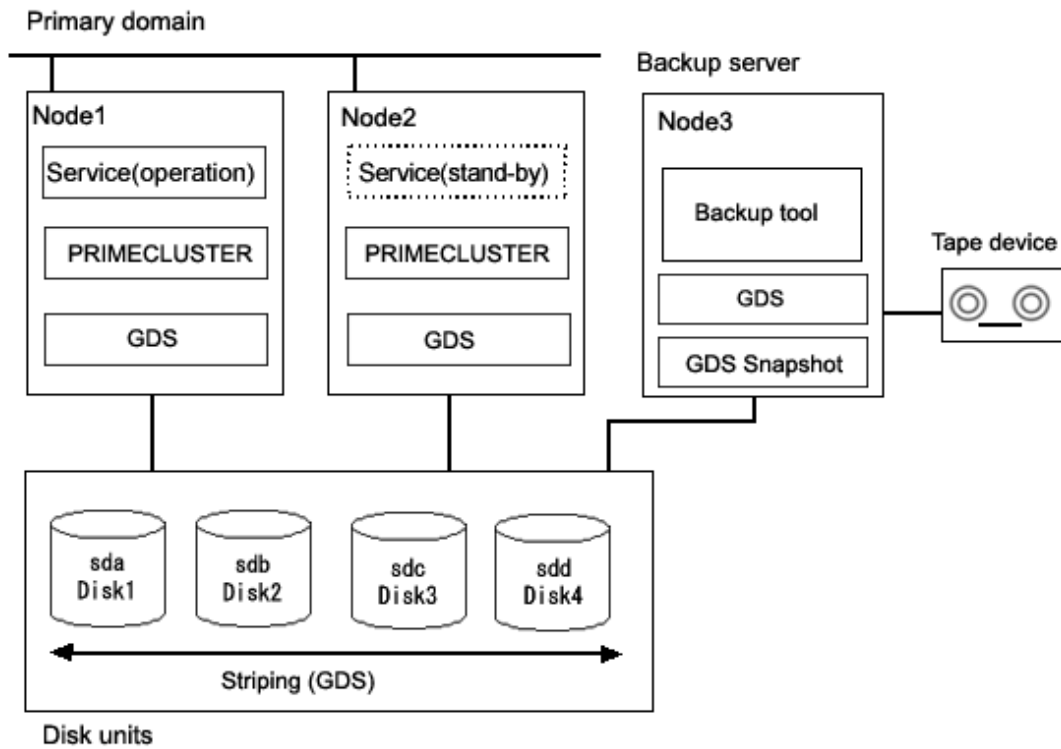 Primary domain
Backup server
Node1
Service(operation)
PRIMECLUSTER
GDS
Node2
Service(stand-by)
PRIMECLUSTER
GDS
Node3
Backup tool
GDS
GDS Snapshot
Tape device
sda
Disk1
sdb
Disk2
sdc
Disk3
sdd
Disk4
Striping (GDS)
Disk units